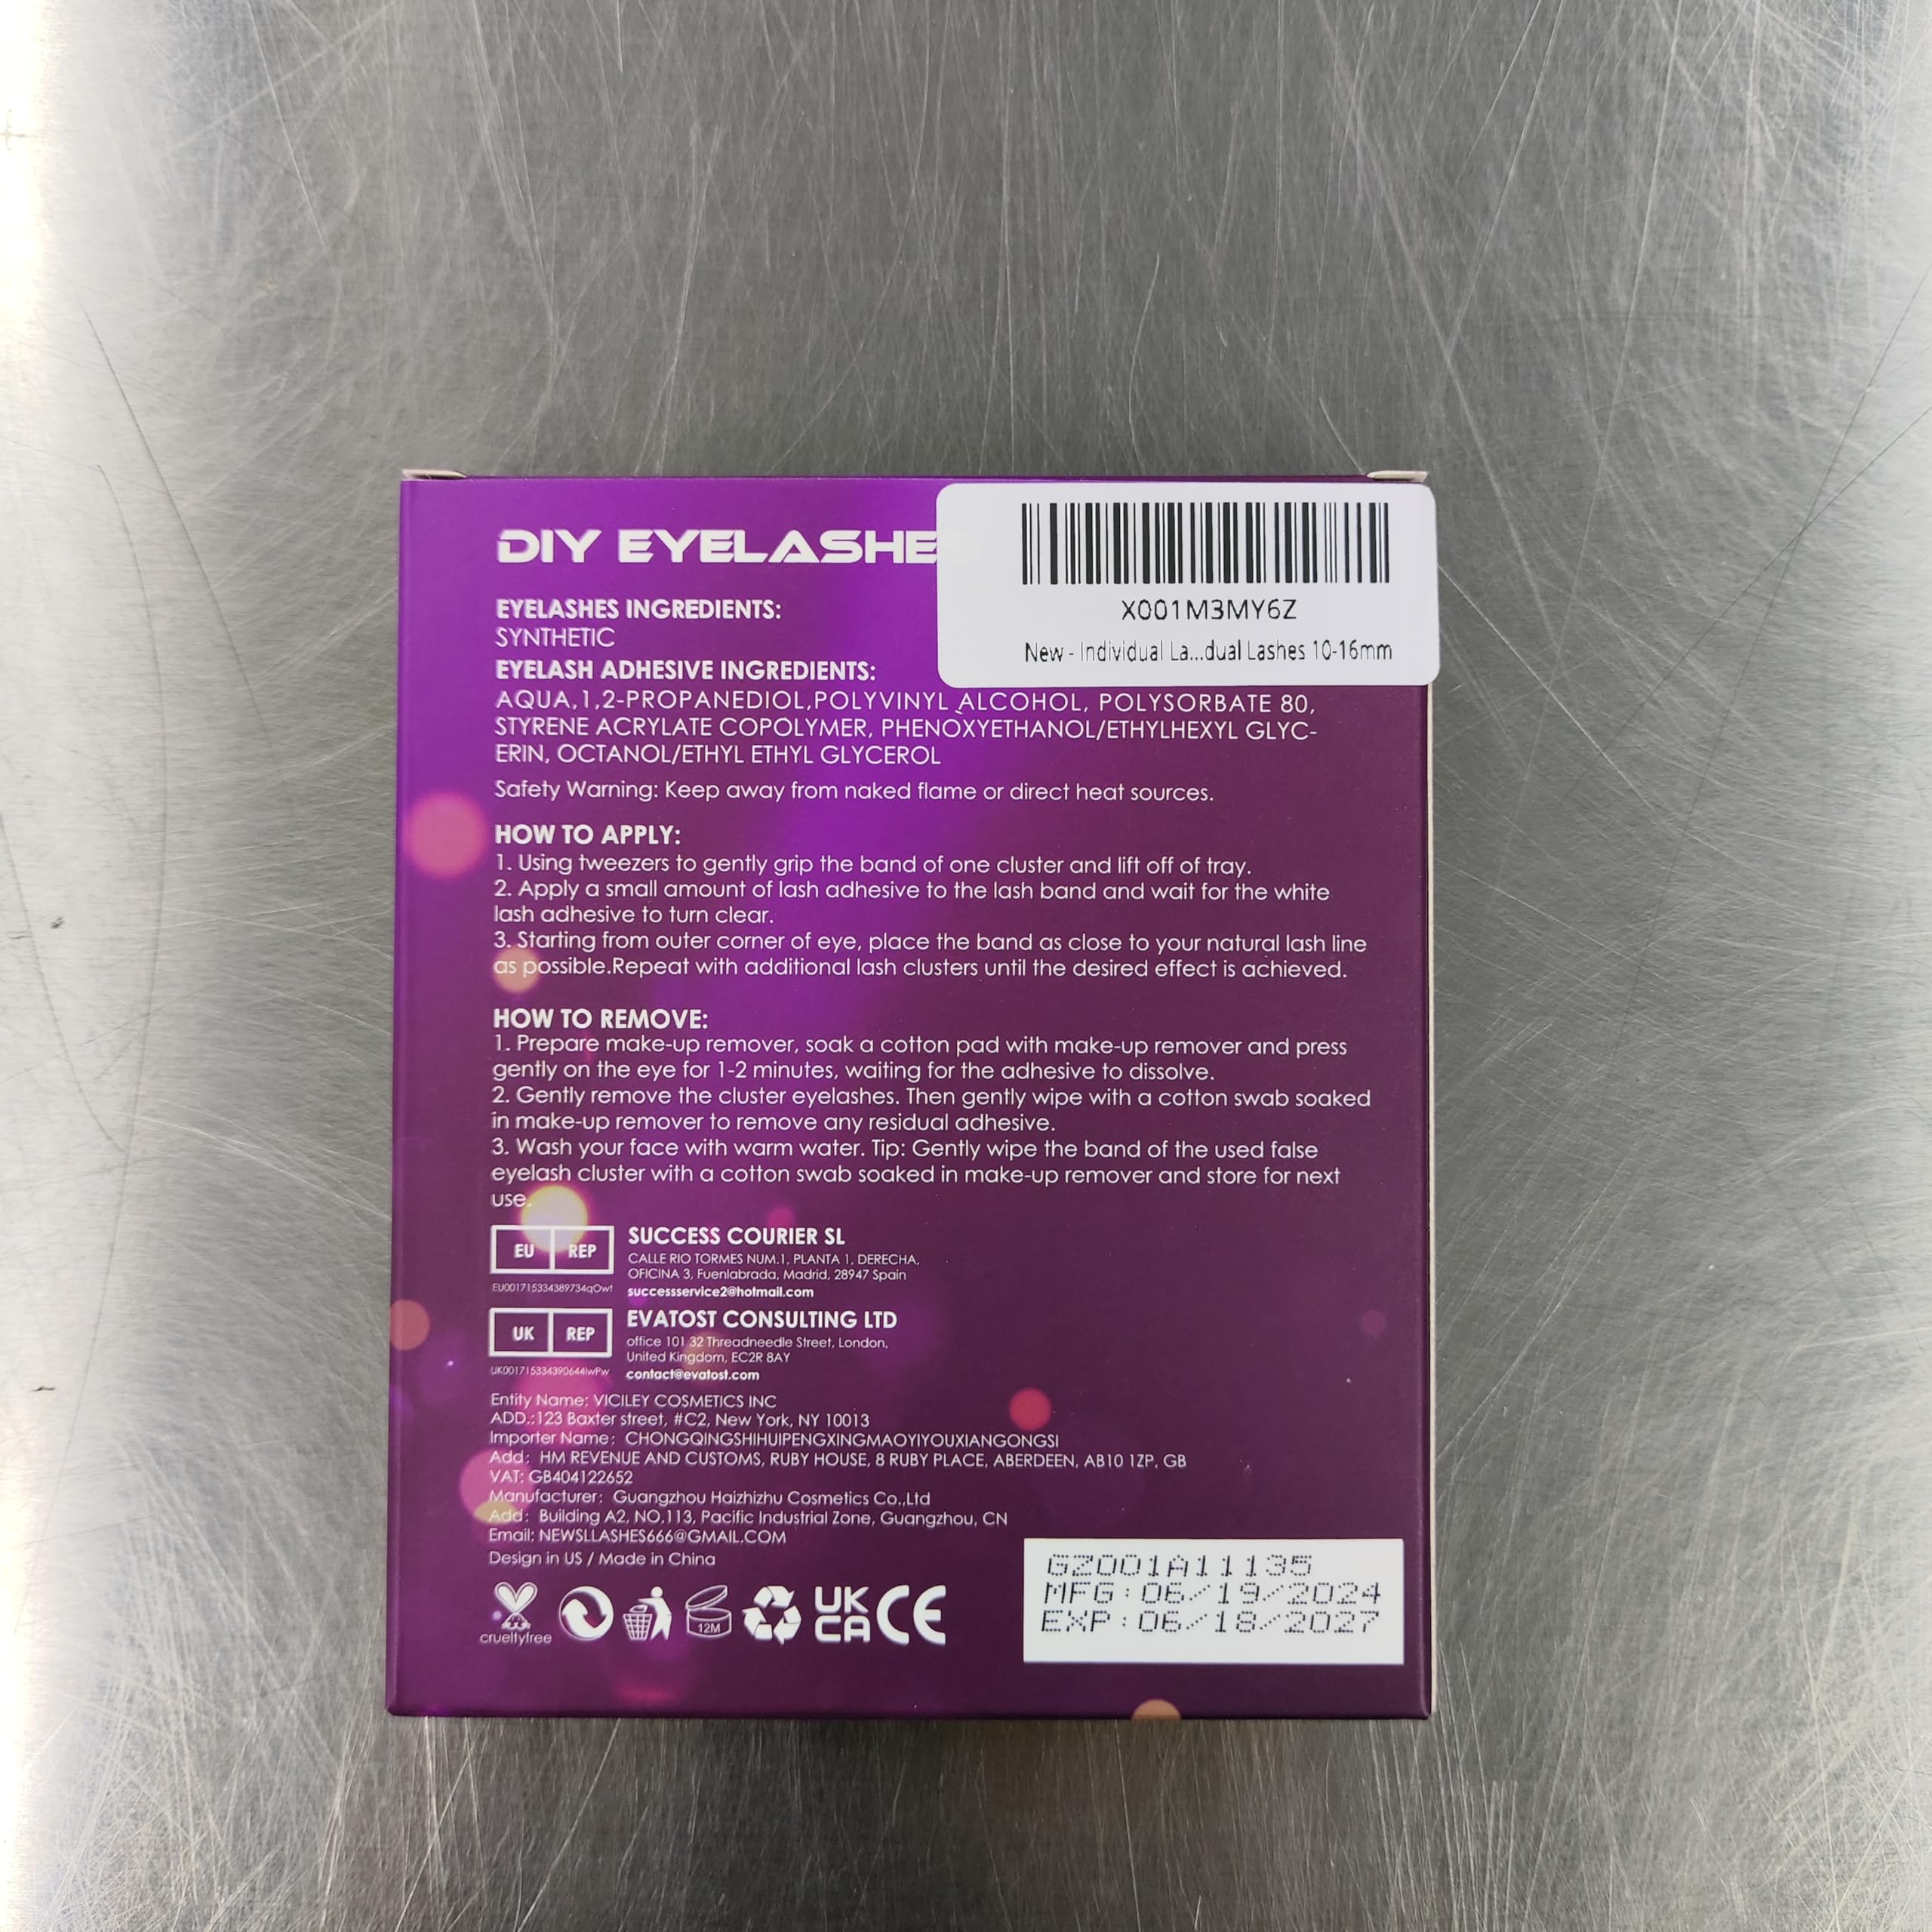 DIY EYELASHE
X001M3MY6Z
New - Individual La...dual Lashes 10-16mm
EYELASHES INGREDIENTS:
SYNTHETIC
EYELASH ADHESIVE INGREDIENTS:
AQUA,1,2-PROPANEDIOL,POLYVINYL ALCOHOL, POLYSORBATE 80,
STYRENE ACRYLATE COPOLYMER, PHENOXYETHANOL/ETHYLHEXYL GLYC-
ERIN, OCTANOL/ETHYL ETHYL GLYCEROL
Safety Warning: Keep away from naked flame or direct heat sources.
HOW TO APPLY:
1. Using tweezers to gently grip the band of one cluster and lift off of tray.
2. Apply a small amount of lash adhesive to the lash band and wait for the white
lash adhesive to turn clear.
3. Starting from outer corner of eye, place the band as close to your natural lash line
as possible.Repeat with additional lash clusters until the desired effect is achieved.
HOW TO REMOVE:
1. Prepare make-up remover, soak a cotton pad with make-up remover and press
gently on the eye for 1-2 minutes, waiting for the adhesive to dissolve.
2. Gently remove the cluster eyelashes. Then gently wipe with a cotton swab soaked
in make-up remover to remove any residual adhesive.
3. Wash your face with warm water. Tip: Gently wipe the band of the used false
eyelash cluster with a cotton swab soaked in make-up remover and store for next
use.
EU REP
SUCCESS COURIER SL
CALLE RIO TORMES NUM.1, PLANTA 1, DERECHA,
OFICINA 3, Fuenlabrada, Madrid, 28947 Spain
EU001715334389734qOwt
successservice2@hotmail.com
UK REP
EVATOST CONSULTING LTD
office 101 32 Threadneedle Street, London,
United Kingdom, EC2R 8AY
UK001715334390644IwPw
contact@evatost.com
Entity Name: VICILEY COSMETICS INC
ADD.:123 Baxter street, #C2, New York, NY 10013
Importer Name: CHONGQINGSHIHUIPENGXINGMAOYIYOUXIANGONGSI
Add: HM REVENUE AND CUSTOMS, RUBY HOUSE, 8 RUBY PLACE, ABERDEEN, AB10 1ZP, GB
VAT: GB404122652
Manufacturer: Guangzhou Haizhizhu Cosmetics Co.,Ltd
Add: Building A2, NO.113, Pacific Industrial Zone, Guangzhou, CN
Email: NEWSLLASHES666@GMAIL.COM
Design in US / Made in China
crueltyfree
12M
UK
CA
CE
GZ001A11135
MFG:06/19/2024
EXP:06/18/2027